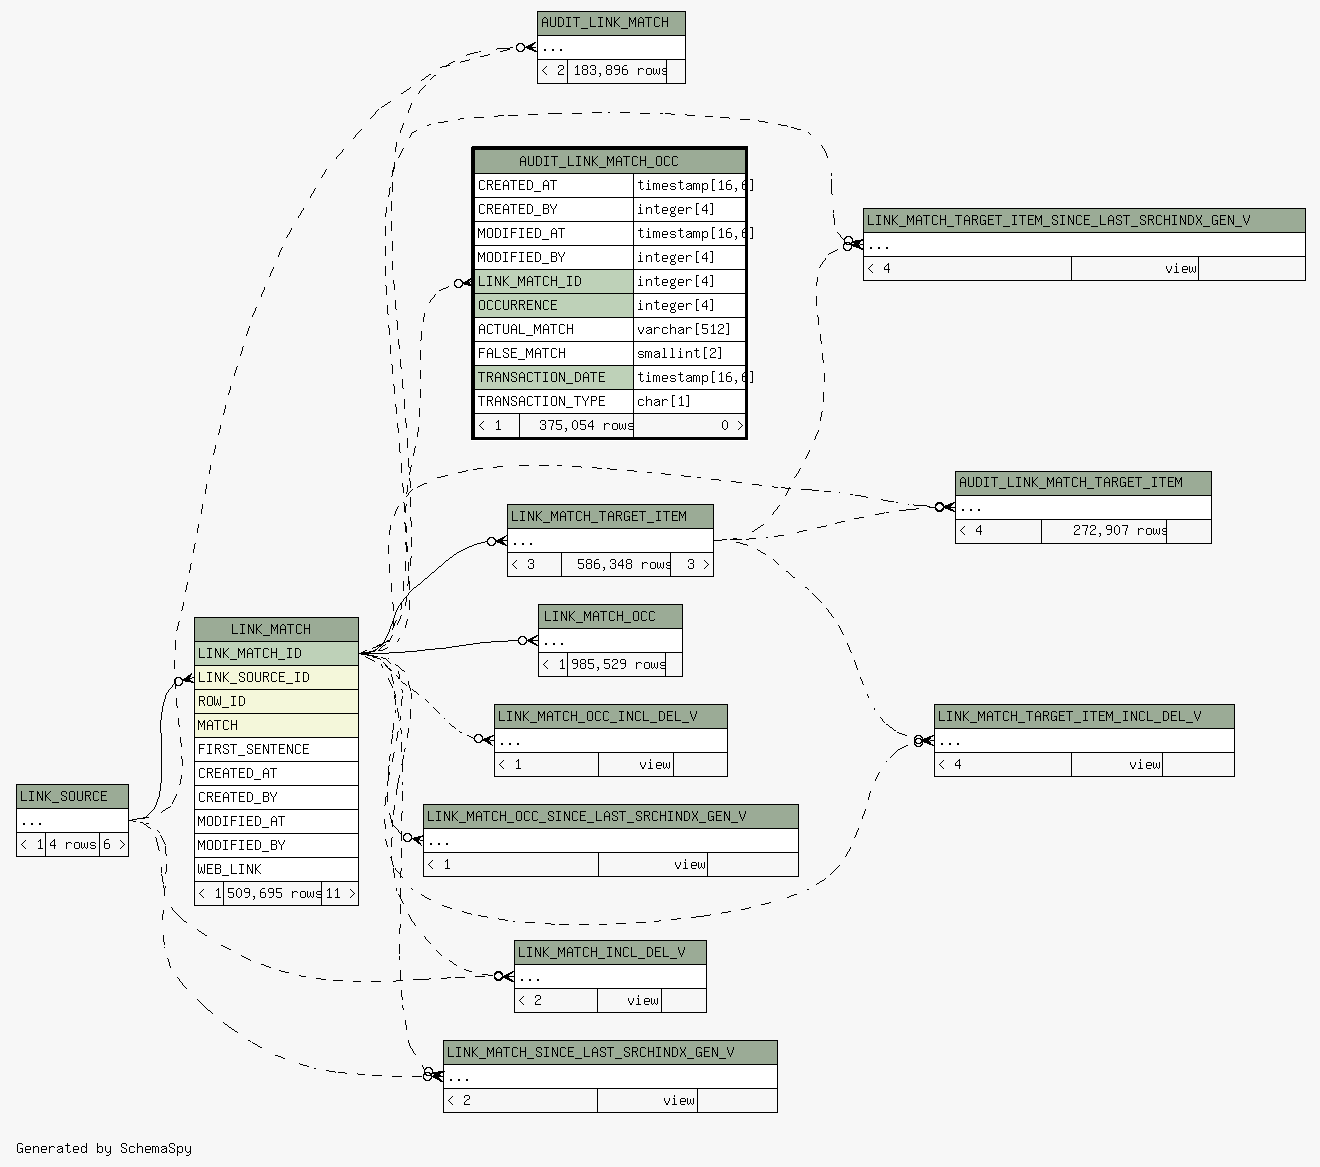 AUDIT_LINK_MATCH
...
< 2 183,896 rows
AUDIT_LINK_MATCH_OCC
CREATED_AT timestamp[16,6]
CREATED_BY integer[4]
MODIFIED_AT timestamp[16,6]
MODIFIED_BY integer[4]
LINK_MATCH_ID integer[4]
OCCURRENCE integer[4]
ACTUAL_MATCH varchar[512]
FALSE_MATCH smallint[2]
TRANSACTION_DATE timestamp[16,6]
TRANSACTION_TYPE char[1]
< 1 375,054 rows 0 >
LINK_MATCH_TARGET_ITEM_SINCE_LAST_SRCHINDX_GEN_V
...
< 4 view
AUDIT_LINK_MATCH_TARGET_ITEM
...
< 4 272,907 rows
LINK_MATCH_TARGET_ITEM
...
< 3 586,348 rows 3 >
LINK_MATCH_OCC
...
< 1 985,529 rows
LINK_MATCH
LINK_MATCH_ID
LINK_SOURCE_ID
ROW_ID
MATCH
FIRST_SENTENCE
CREATED_AT
CREATED_BY
MODIFIED_AT
MODIFIED_BY
WEB_LINK
< 1 509,695 rows 11 >
LINK_MATCH_OCC_INCL_DEL_V
...
< 1 view
LINK_MATCH_TARGET_ITEM_INCL_DEL_V
...
< 4 view
LINK_SOURCE
...
< 1 4 rows 6 >
LINK_MATCH_OCC_SINCE_LAST_SRCHINDX_GEN_V
...
< 1 view
LINK_MATCH_INCL_DEL_V
...
< 2 view
LINK_MATCH_SINCE_LAST_SRCHINDX_GEN_V
...
< 2 view
Generated by SchemaSpy